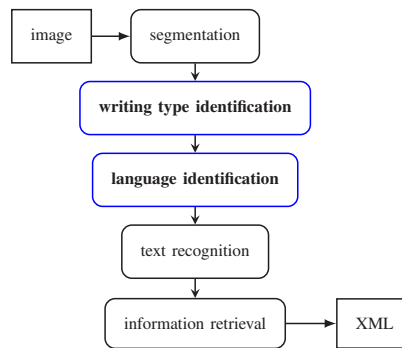 image
segmentation
writing type identification
language identification
text recognition
information retrieval
XML